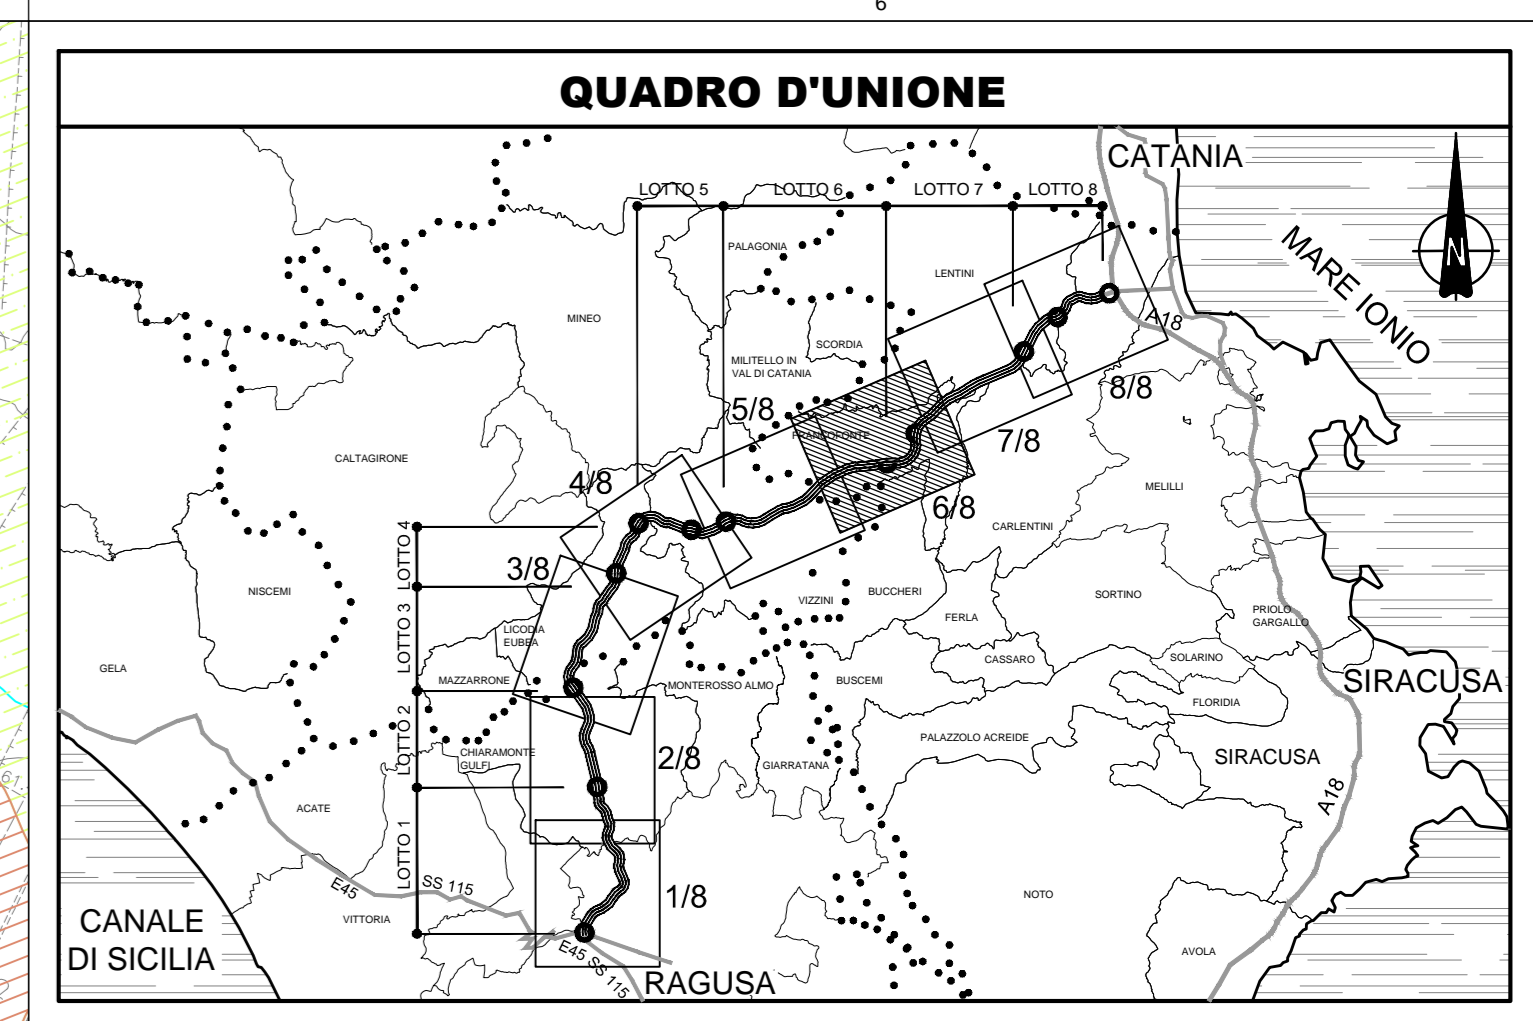 6
QUADRO D'UNIONE
CATANIA
LOTTO 5
LOTTO 6
LOTTO 7
LOTTO 8
PALAGONIA
LENTINI
MARE IONIO
N
MINEO
A18
SCORDIA
MILITELLO IN
VAL DI CATANIA
5/8
8/8
FRANCOFONTE
7/8
CALTAGIRONE
4/8
MELILLI
6/8
CARLENTINI
LOTTO 4
3/8
NISCEMI
VIZZINI
BUCCHERI
SORTINO
FERLA
PRIOLO
GARGALLO
LOTTO 3
LICODIA
EUBEA
GELA
CASSARO
SOLARINO
MAZZARRONE
MONTEROSSO ALMO
BUSCEMI
SIRACUSA
FLORIDIA
LOTTO 2
PALAZZOLO ACREIDE
CHIARAMONTE
GULFI
2/8
GIARRATANA
SIRACUSA
61
A18
ACATE
LOTTO 1
E45
SS 115
1/8
NOTO
VITTORIA
CANALE
DI SICILIA
E45 SS 115
RAGUSA
AVOLA